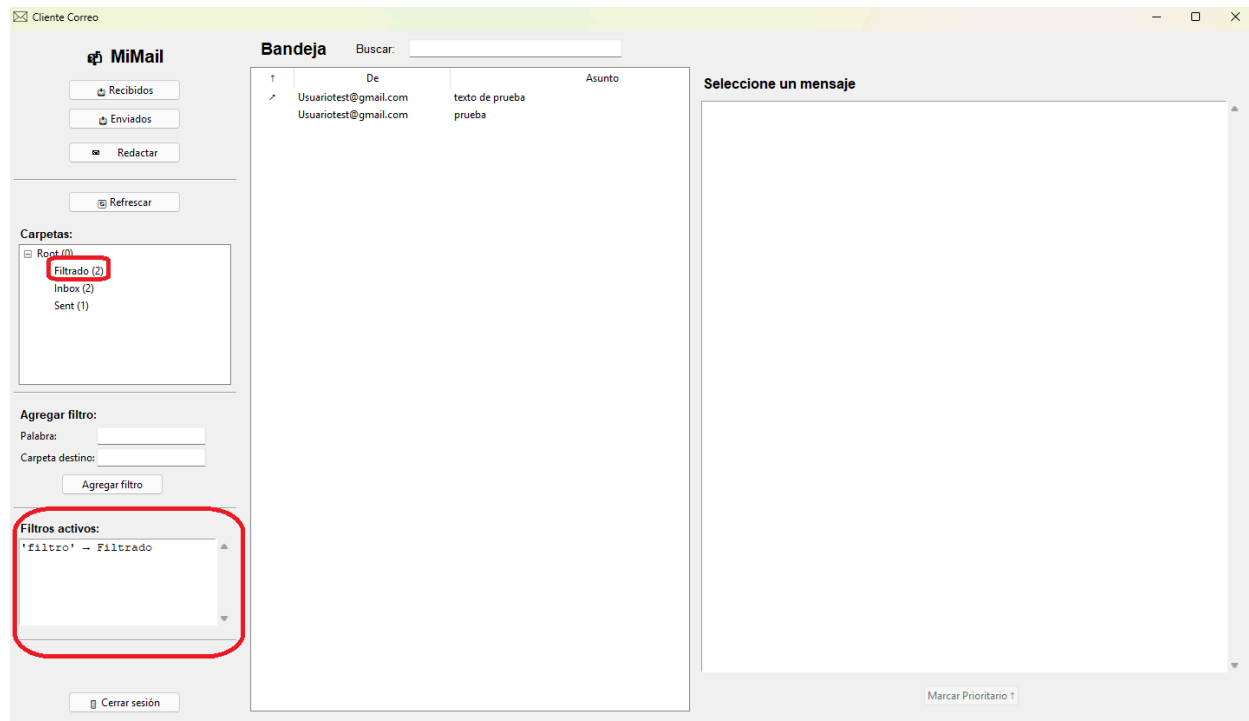 Cliente Correo
MiMail
Recibidos
Enviados
Redactar
Refrescar
Carpetas:
Root (0)
Filtrado (2)
Inbox (2)
Sent (1)
Agregar filtro:
Palabra:
Carpeta destino:
Agregar filtro
Filtros activos:
'filtro' → Filtrado
Cerrar sesión
Bandeja Buscar:
↑ De Asunto
↗ Usuariotest@gmail.com texto de prueba
Usuariotest@gmail.com prueba
Seleccione un mensaje
Marcar Prioritario ↑